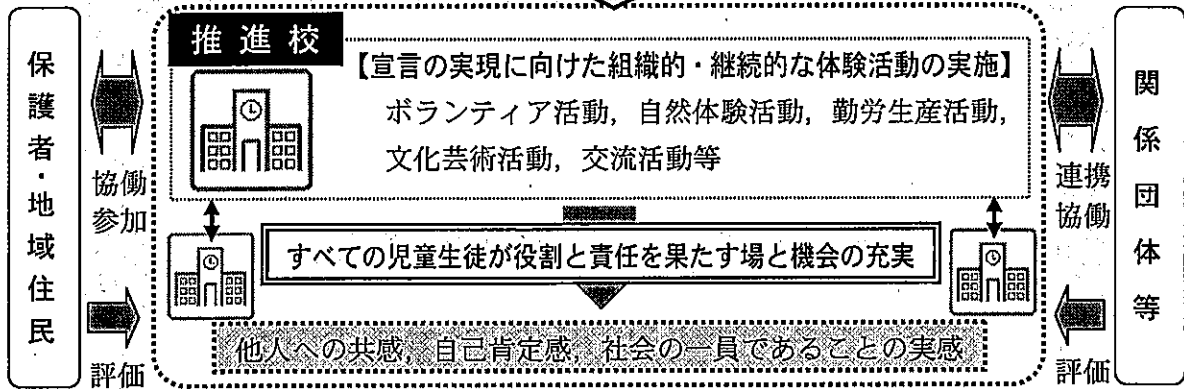 推進校
【宣言の実現に向けた組織的・継続的な体験活動の実施】
ボランティア活動，自然体験活動，勤労生産活動，
文化芸術活動，交流活動等
保護者・地域住民
協働
参加
評価
すべての児童生徒が役割と責任を果たす場と機会の充実
他人への共感，自己肯定感，社会の一員であることの実感
関係団体等
連携
協働
評価